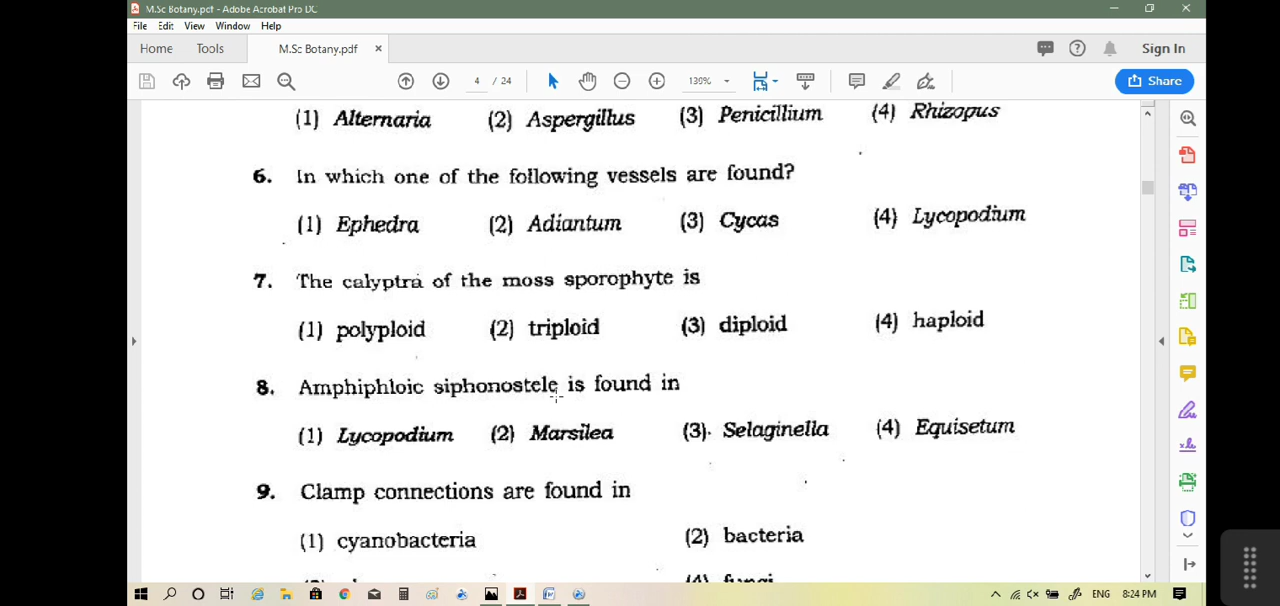 M.Sc Botany.pdf - Adobe Acrobat Pro DC
File Edit View Window Help
Home Tools M.Sc Botany.pdf × Sign In
4 / 24 139% Share
(1) Alternaria (2) Aspergillus (3) Penicillium (4) Rhizopus
6. In which one of the following vessels are found?
(1) Ephedra (2) Adiantum (3) Cycas (4) Lycopodium
7. The calyptra of the moss sporophyte is
(1) polyploid (2) triploid (3) diploid (4) haploid
8. Amphiphloic siphonostele is found in
(1) Lycopodium (2) Marsilea (3) Selaginella (4) Equisetum
9. Clamp connections are found in
(1) cyanobacteria (2) bacteria
(4) fungi
ENG 8:24 PM